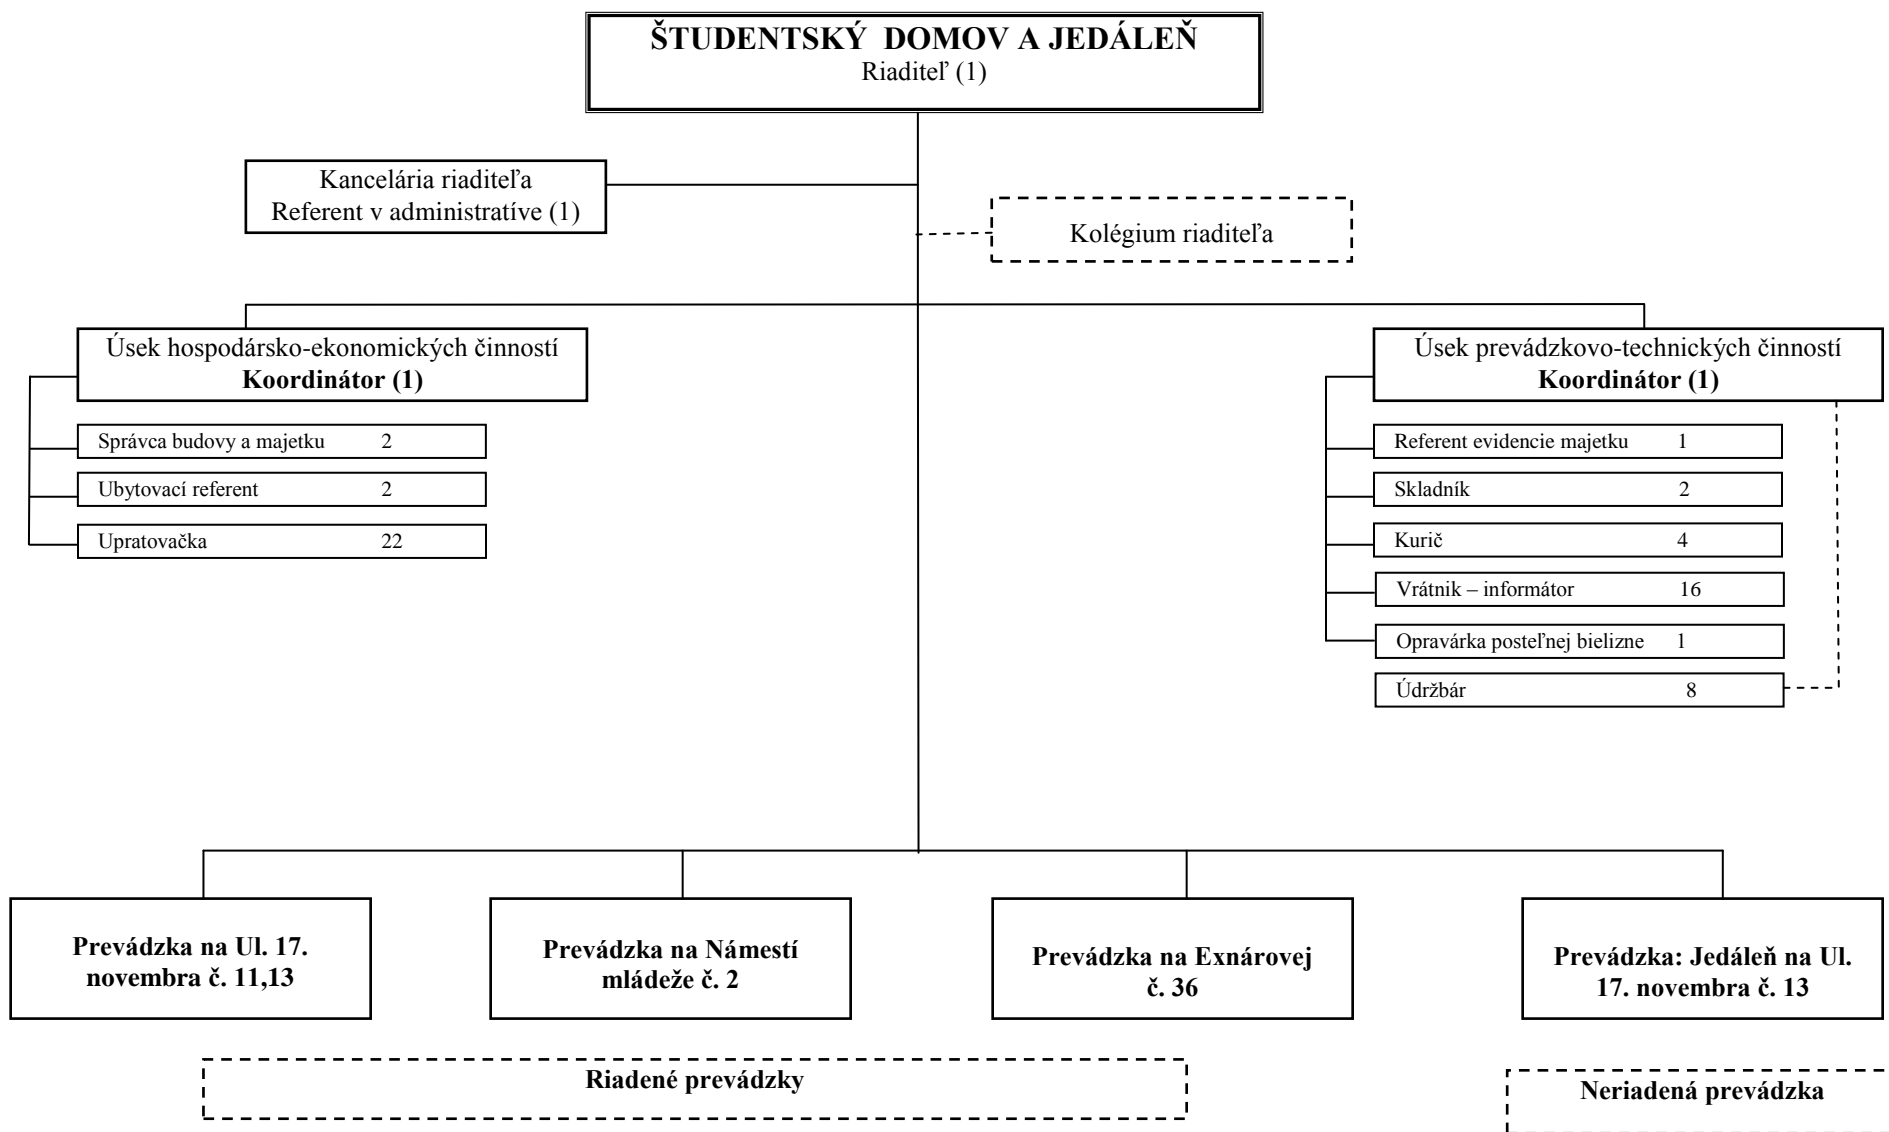 ŠTUDENTSKÝ DOMOV A JEDÁLEŇ
Riaditeľ (1)
Kancelária riaditeľa
Referent v administratíve (1)
Kolégium riaditeľa
Úsek hospodársko-ekonomických činností
Koordinátor (1)
Správca budovy a majetku 2
Ubytovací referent 2
Upratovačka 22
Úsek prevádzkovo-technických činností
Koordinátor (1)
Referent evidencie majetku 1
Skladník 2
Kurič 4
Vrátnik – informátor 16
Opravárka posteľnej bielizne 1
Údržbár 8
Prevádzka na Ul. 17.
novembra č. 11,13
Prevádzka na Námestí
mládeže č. 2
Prevádzka na Exnárovej
č. 36
Prevádzka: Jedáleň na Ul.
17. novembra č. 13
Riadené prevádzky
Neriadená prevádzka